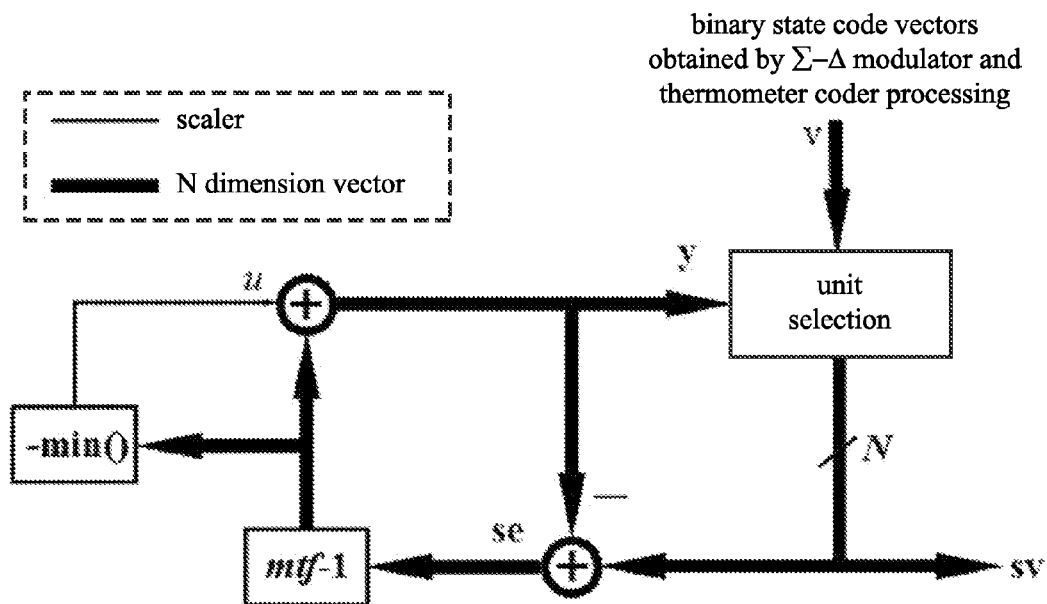 binary state code vectors
obtained by Σ–Δ modulator and
thermometer coder processing
v
scaler
N dimension vector
u
y
unit
selection
-min()
N
se
mtf-1
sv